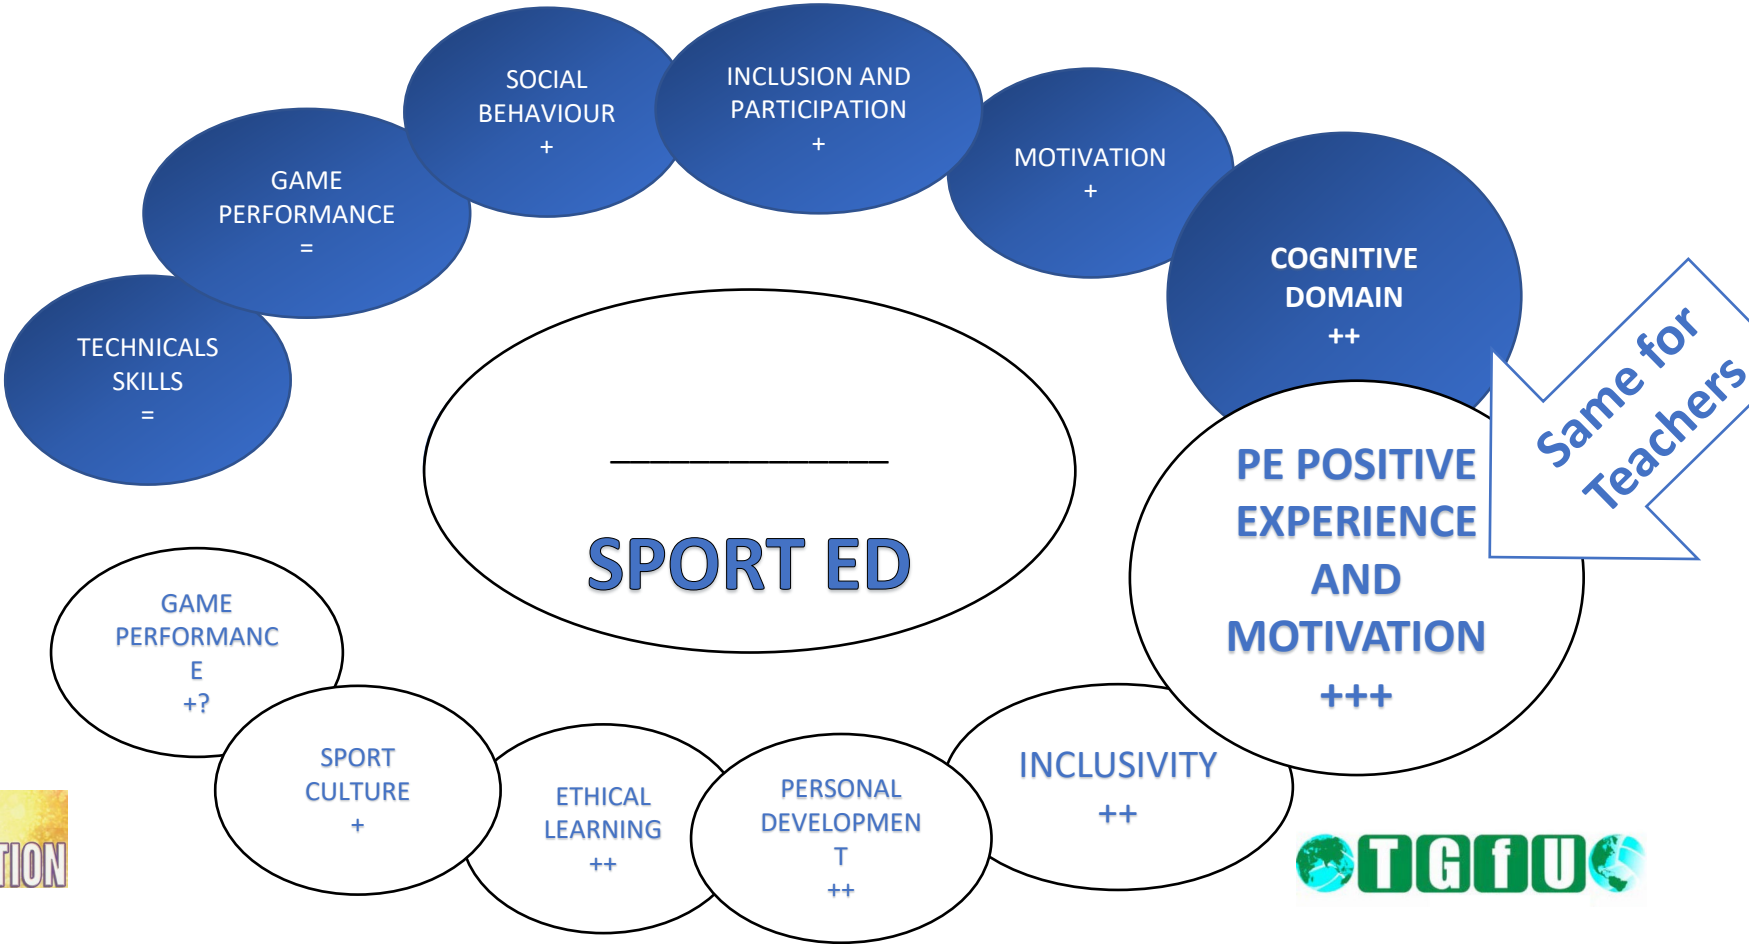 SOCIAL
BEHAVIOUR
+
INCLUSION AND
PARTICIPATION
+
MOTIVATION
+
GAME
PERFORMANCE
=
COGNITIVE
DOMAIN
++
TECHNICALS
SKILLS
=
Same for
Teachers
SPORT ED
PE POSITIVE
EXPERIENCE
AND
MOTIVATION
+++
GAME
PERFORMANC
E
+?
SPORT
CULTURE
+
ETHICAL
LEARNING
++
PERSONAL
DEVELOPMEN
T
++
INCLUSIVITY
++
TION
TGfU